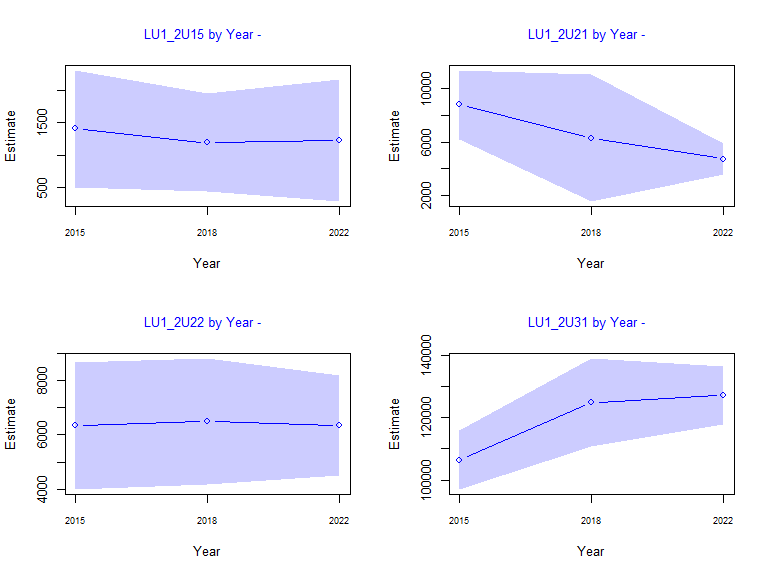 LU1_2U15 by Year -
Estimate
1500
500
2015 2018 2022
Year
LU1_2U21 by Year -
Estimate
10000
6000
2000
2015 2018 2022
Year
LU1_2U22 by Year -
Estimate
8000
6000
4000
2015 2018 2022
Year
LU1_2U31 by Year -
Estimate
140000
120000
100000
2015 2018 2022
Year